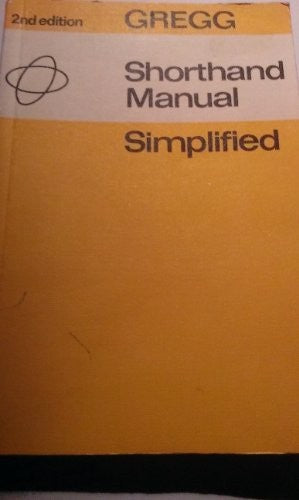 2nd edition GREGG
Shorthand
Manual
Simplified